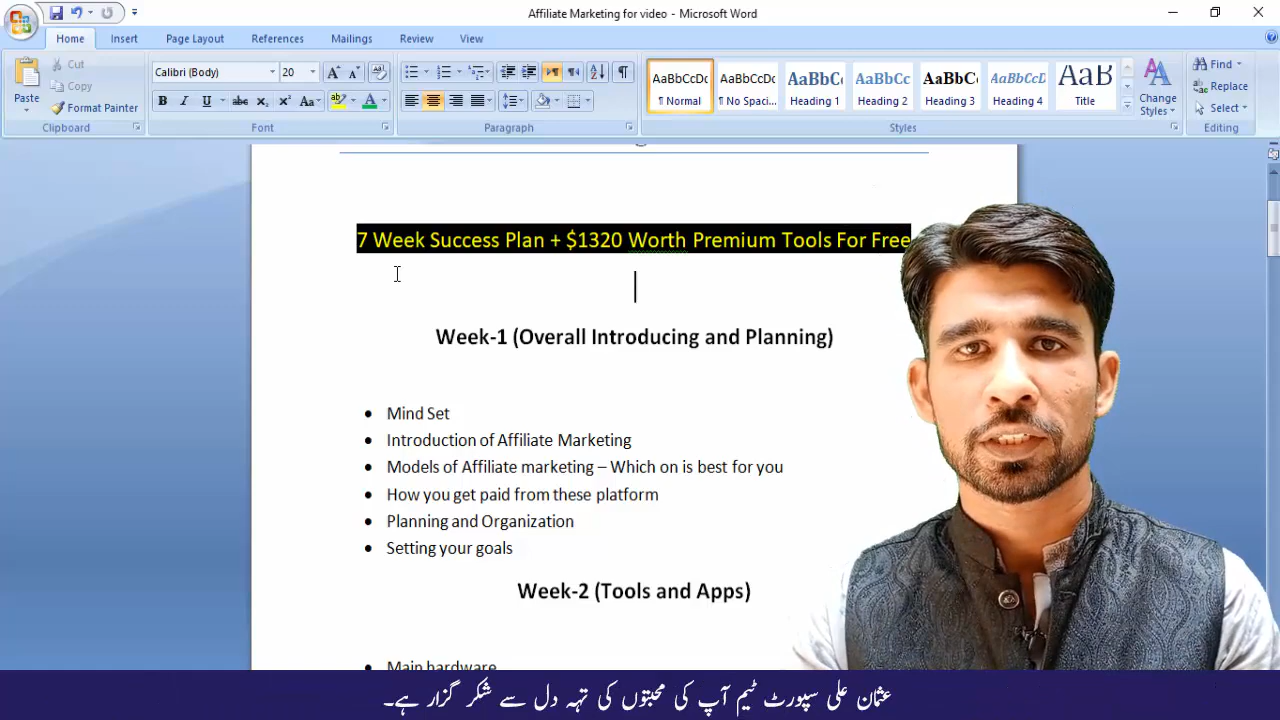 Affiliate Marketing for video - Microsoft Word
Home Insert Page Layout References Mailings Review View
Paste
Cut
Copy
Format Painter
Clipboard
Calibri (Body) 20
Font
Paragraph
AaBbCcDc AaBbCcDc AaBbC AaBbCc AaBbCc AaBbCcD AaB
¶ Normal ¶ No Spaci... Heading 1 Heading 2 Heading 3 Heading 4 Title
Change Styles
Styles
Find
Replace
Select
Editing
7 Week Success Plan + $1320 Worth Premium Tools For Free
Week-1 (Overall Introducing and Planning)
• Mind Set
• Introduction of Affiliate Marketing
• Models of Affiliate marketing – Which on is best for you
• How you get paid from these platform
• Planning and Organization
• Setting your goals
Week-2 (Tools and Apps)
• Main hardware
عثمان علی سپورٹ ٹیم آپ کی محبتوں کی تہہ دل سے شکر گزار ہے۔